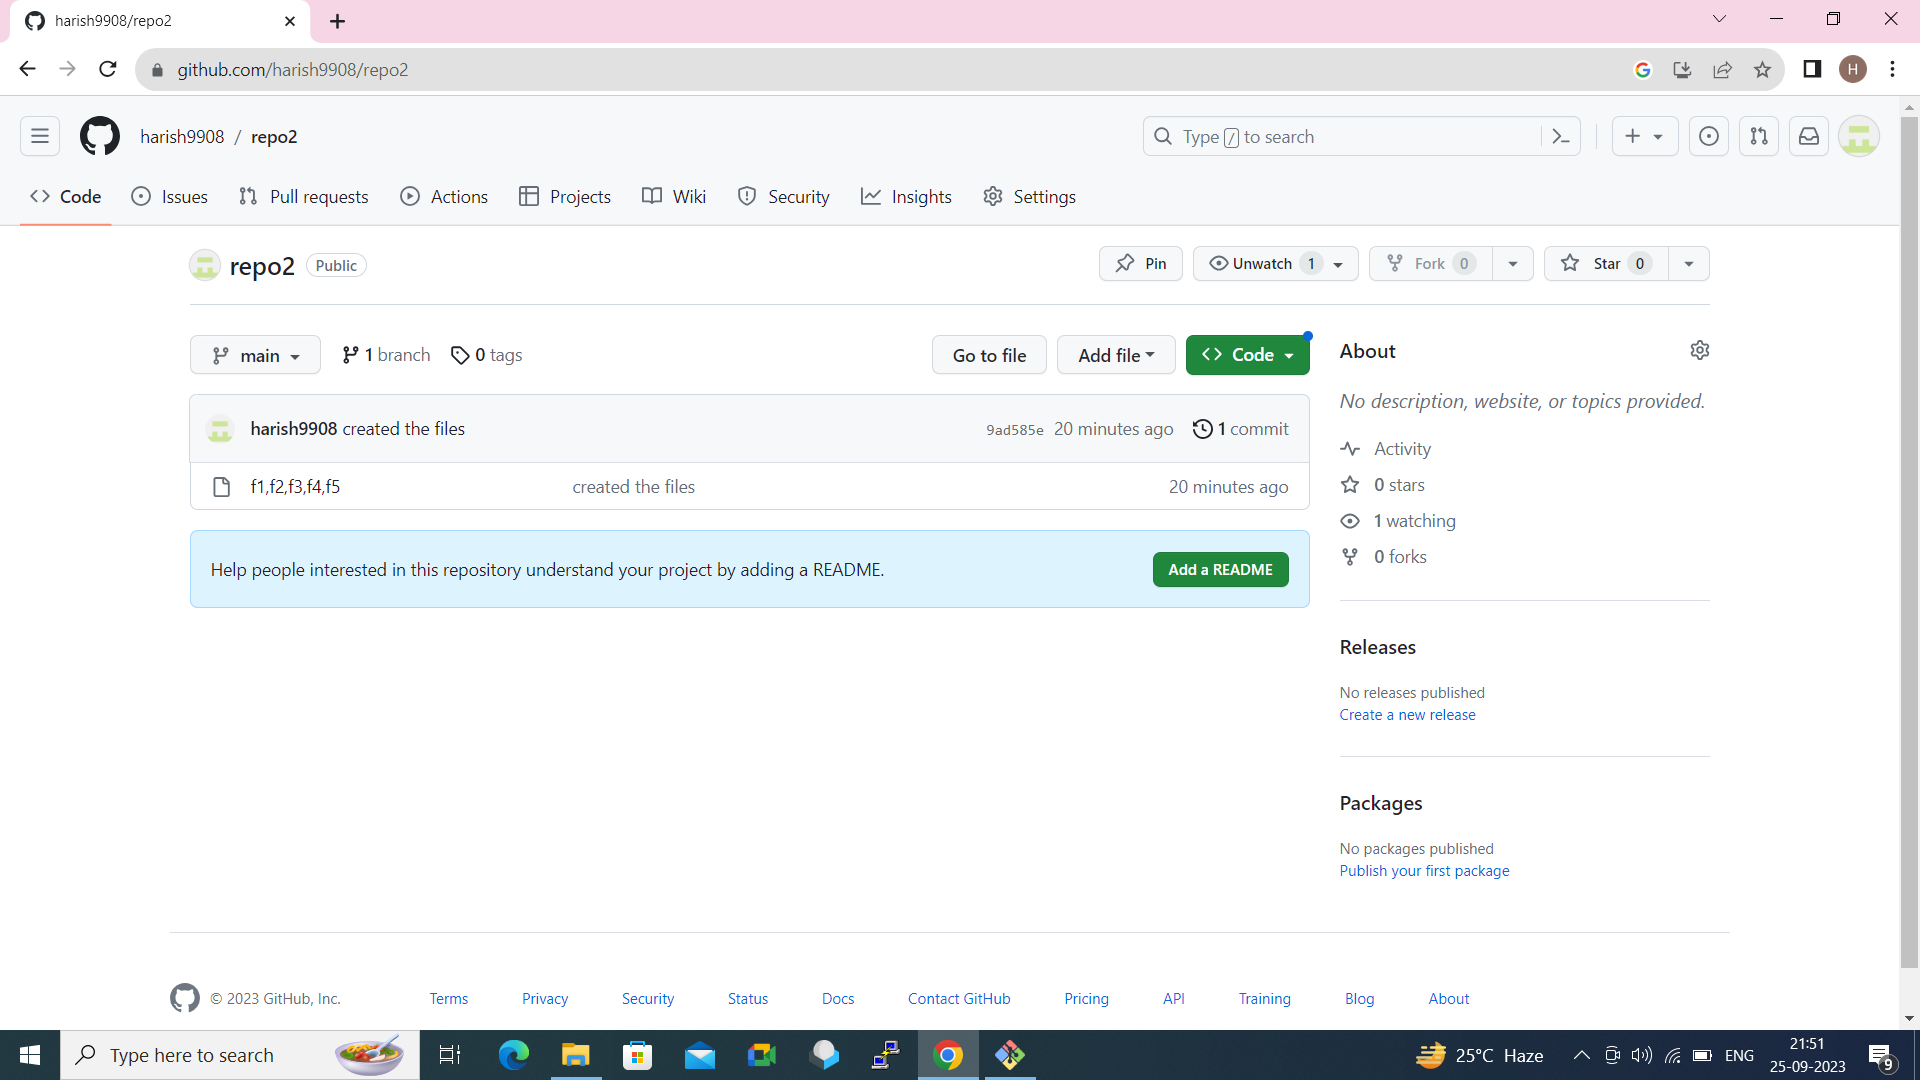 harish9908/repo2
github.com/harish9908/repo2
H
harish9908 / repo2
Type / to search
Code Issues Pull requests Actions Projects Wiki Security Insights Settings
repo2 Public
Pin Unwatch 1 Fork 0 Star 0
main 1 branch 0 tags Go to file Add file Code
About
No description, website, or topics provided.
harish9908 created the files 9ad585e 20 minutes ago 1 commit
Activity
f1,f2,f3,f4,f5 created the files 20 minutes ago
0 stars
1 watching
0 forks
Help people interested in this repository understand your project by adding a README. Add a README
Releases
No releases published
Create a new release
Packages
No packages published
Publish your first package
© 2023 GitHub, Inc. Terms Privacy Security Status Docs Contact GitHub Pricing API Training Blog About
Type here to search
25°C Haze
ENG
21:51
25-09-2023
9